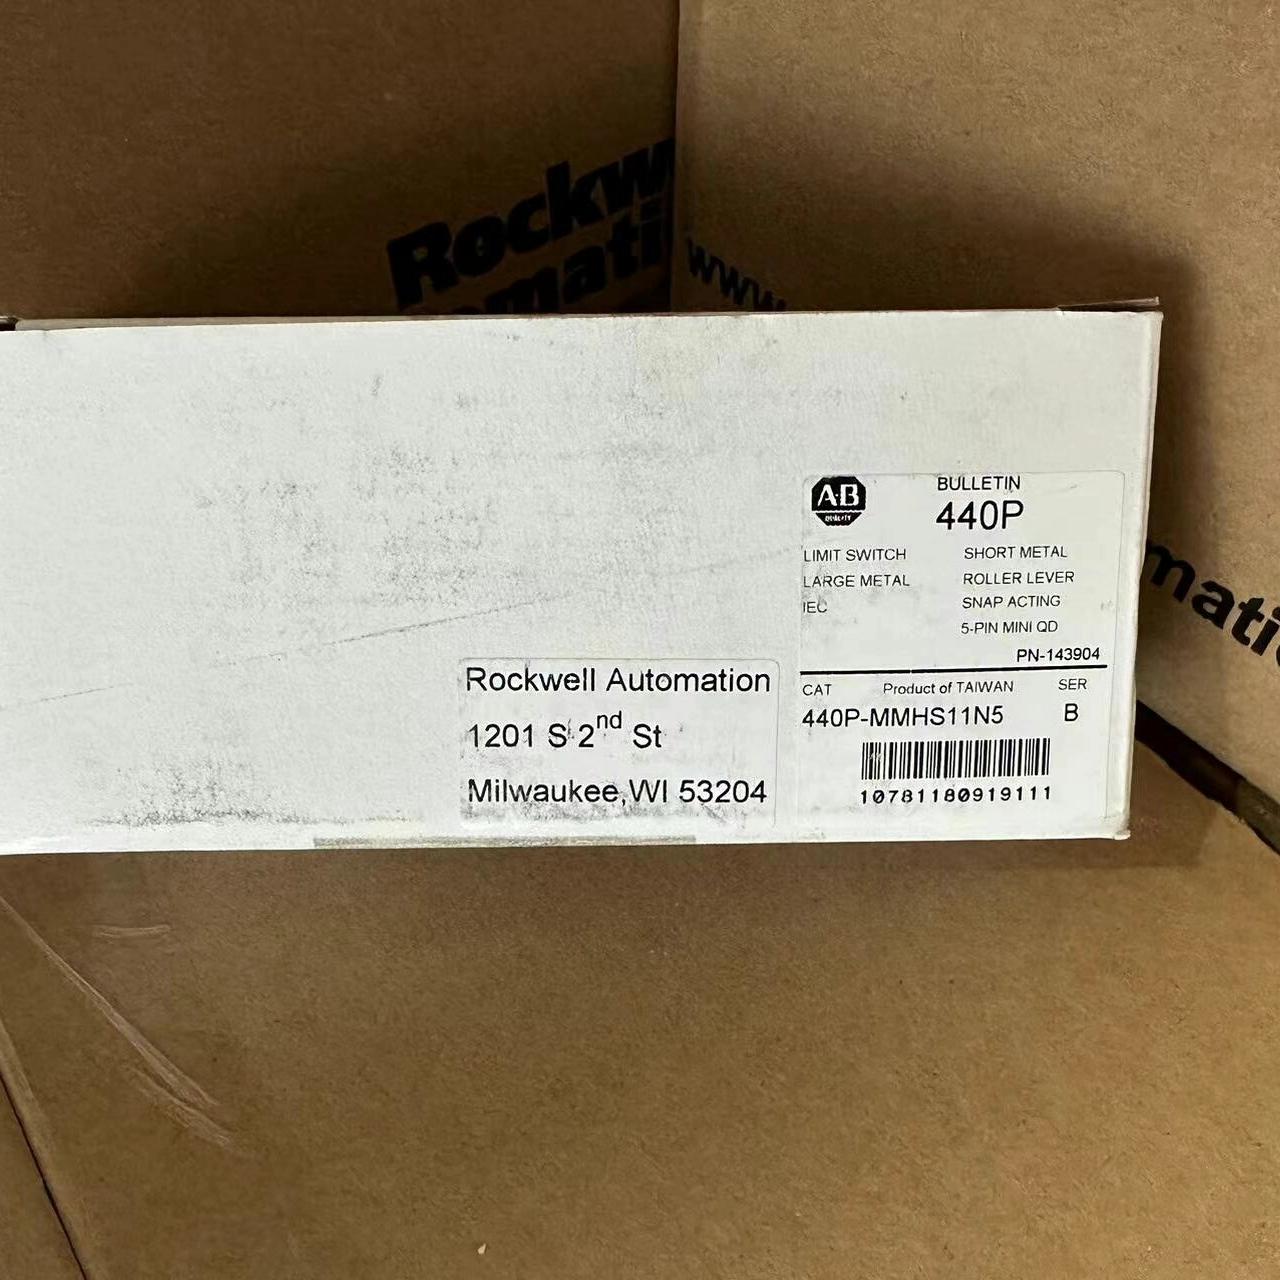 Rockw
omati
www.
mati
A-B
QUALITY
BULLETIN
440P
LIMIT SWITCH SHORT METAL
LARGE METAL ROLLER LEVER
IEC SNAP ACTING
5-PIN MINI QD
PN-143904
CAT Product of TAIWAN SER
440P-MMHS11N5 B
10781180919111
Rockwell Automation
1201 S 2nd St
Milwaukee,WI 53204